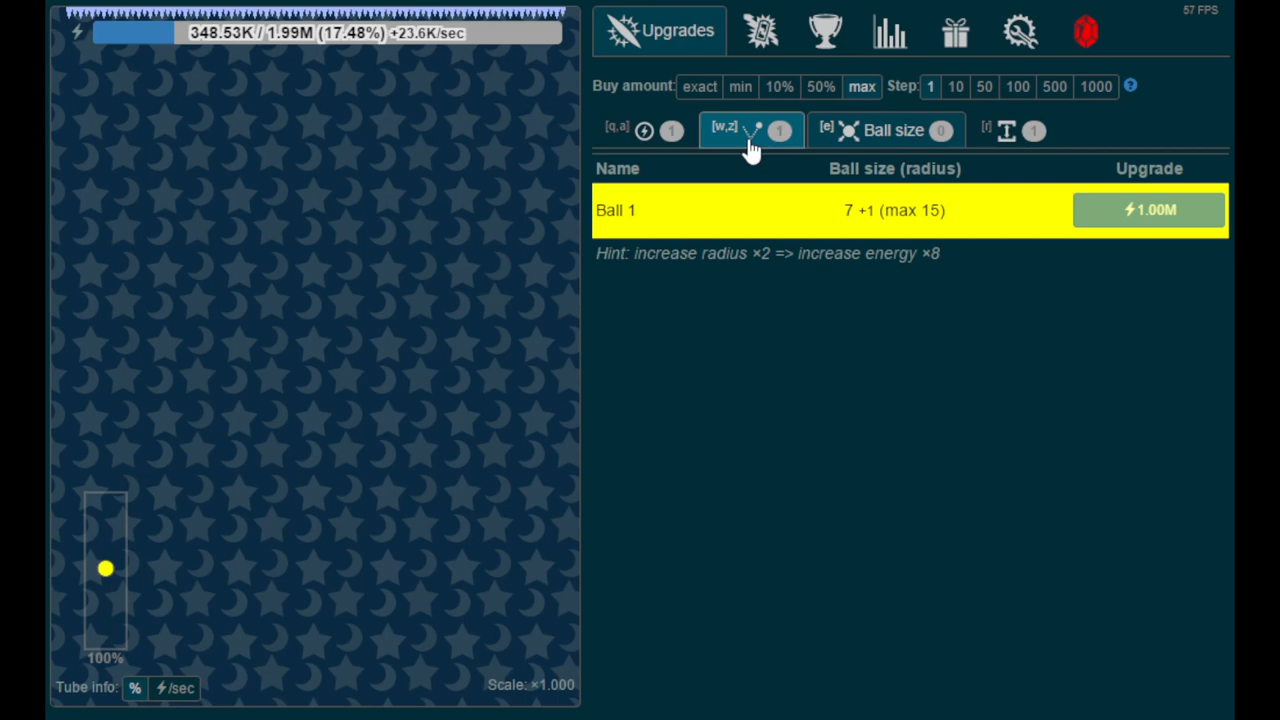 348.53K / 1.99M (17.48%) +23.6K/sec
100%
Tube info: % /sec
Scale: ×1.000
57 FPS
Upgrades
Buy amount: exact min 10% 50% max Step: 1 10 50 100 500 1000 ?
[q,a] 1 [w,z] 1 [e] Ball size 0 [r] 1
Name Ball size (radius) Upgrade
Ball 1 7 +1 (max 15) 1.00M
Hint: increase radius ×2 => increase energy ×8